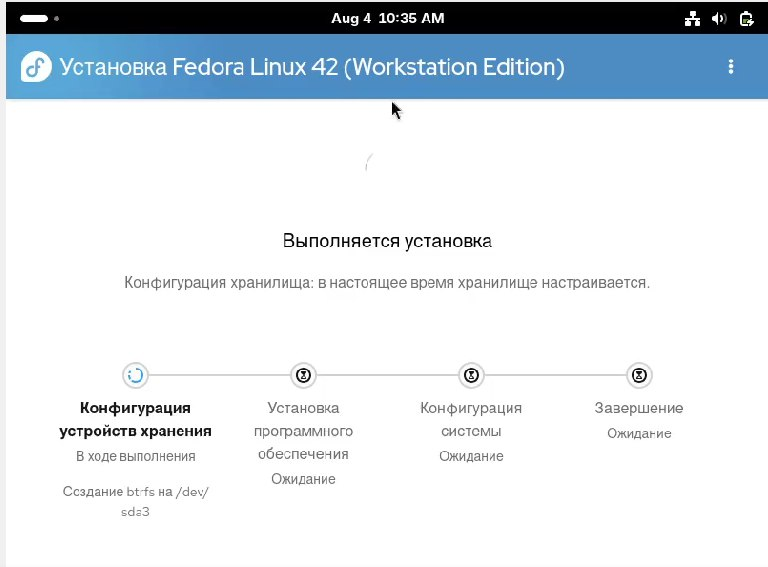 Aug 4 10:35 AM
Установка Fedora Linux 42 (Workstation Edition)
Выполняется установка
Конфигурация хранилища: в настоящее время хранилище настраивается.
Конфигурация
устройств хранения
В ходе выполнения
Создание btrfs на /dev/
sda3
Установка
программного
обеспечения
Ожидание
Конфигурация
системы
Ожидание
Завершение
Ожидание